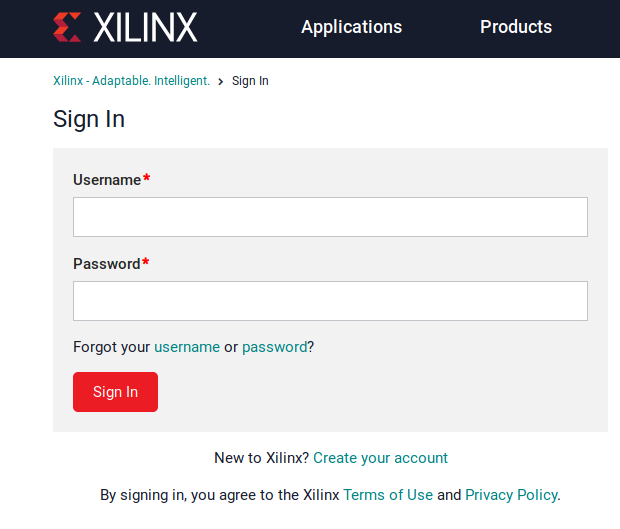 XILINX Applications Products
Xilinx - Adaptable. Intelligent. > Sign In
Sign In
Username*
Password*
Forgot your username or password?
Sign In
New to Xilinx? Create your account
By signing in, you agree to the Xilinx Terms of Use and Privacy Policy.